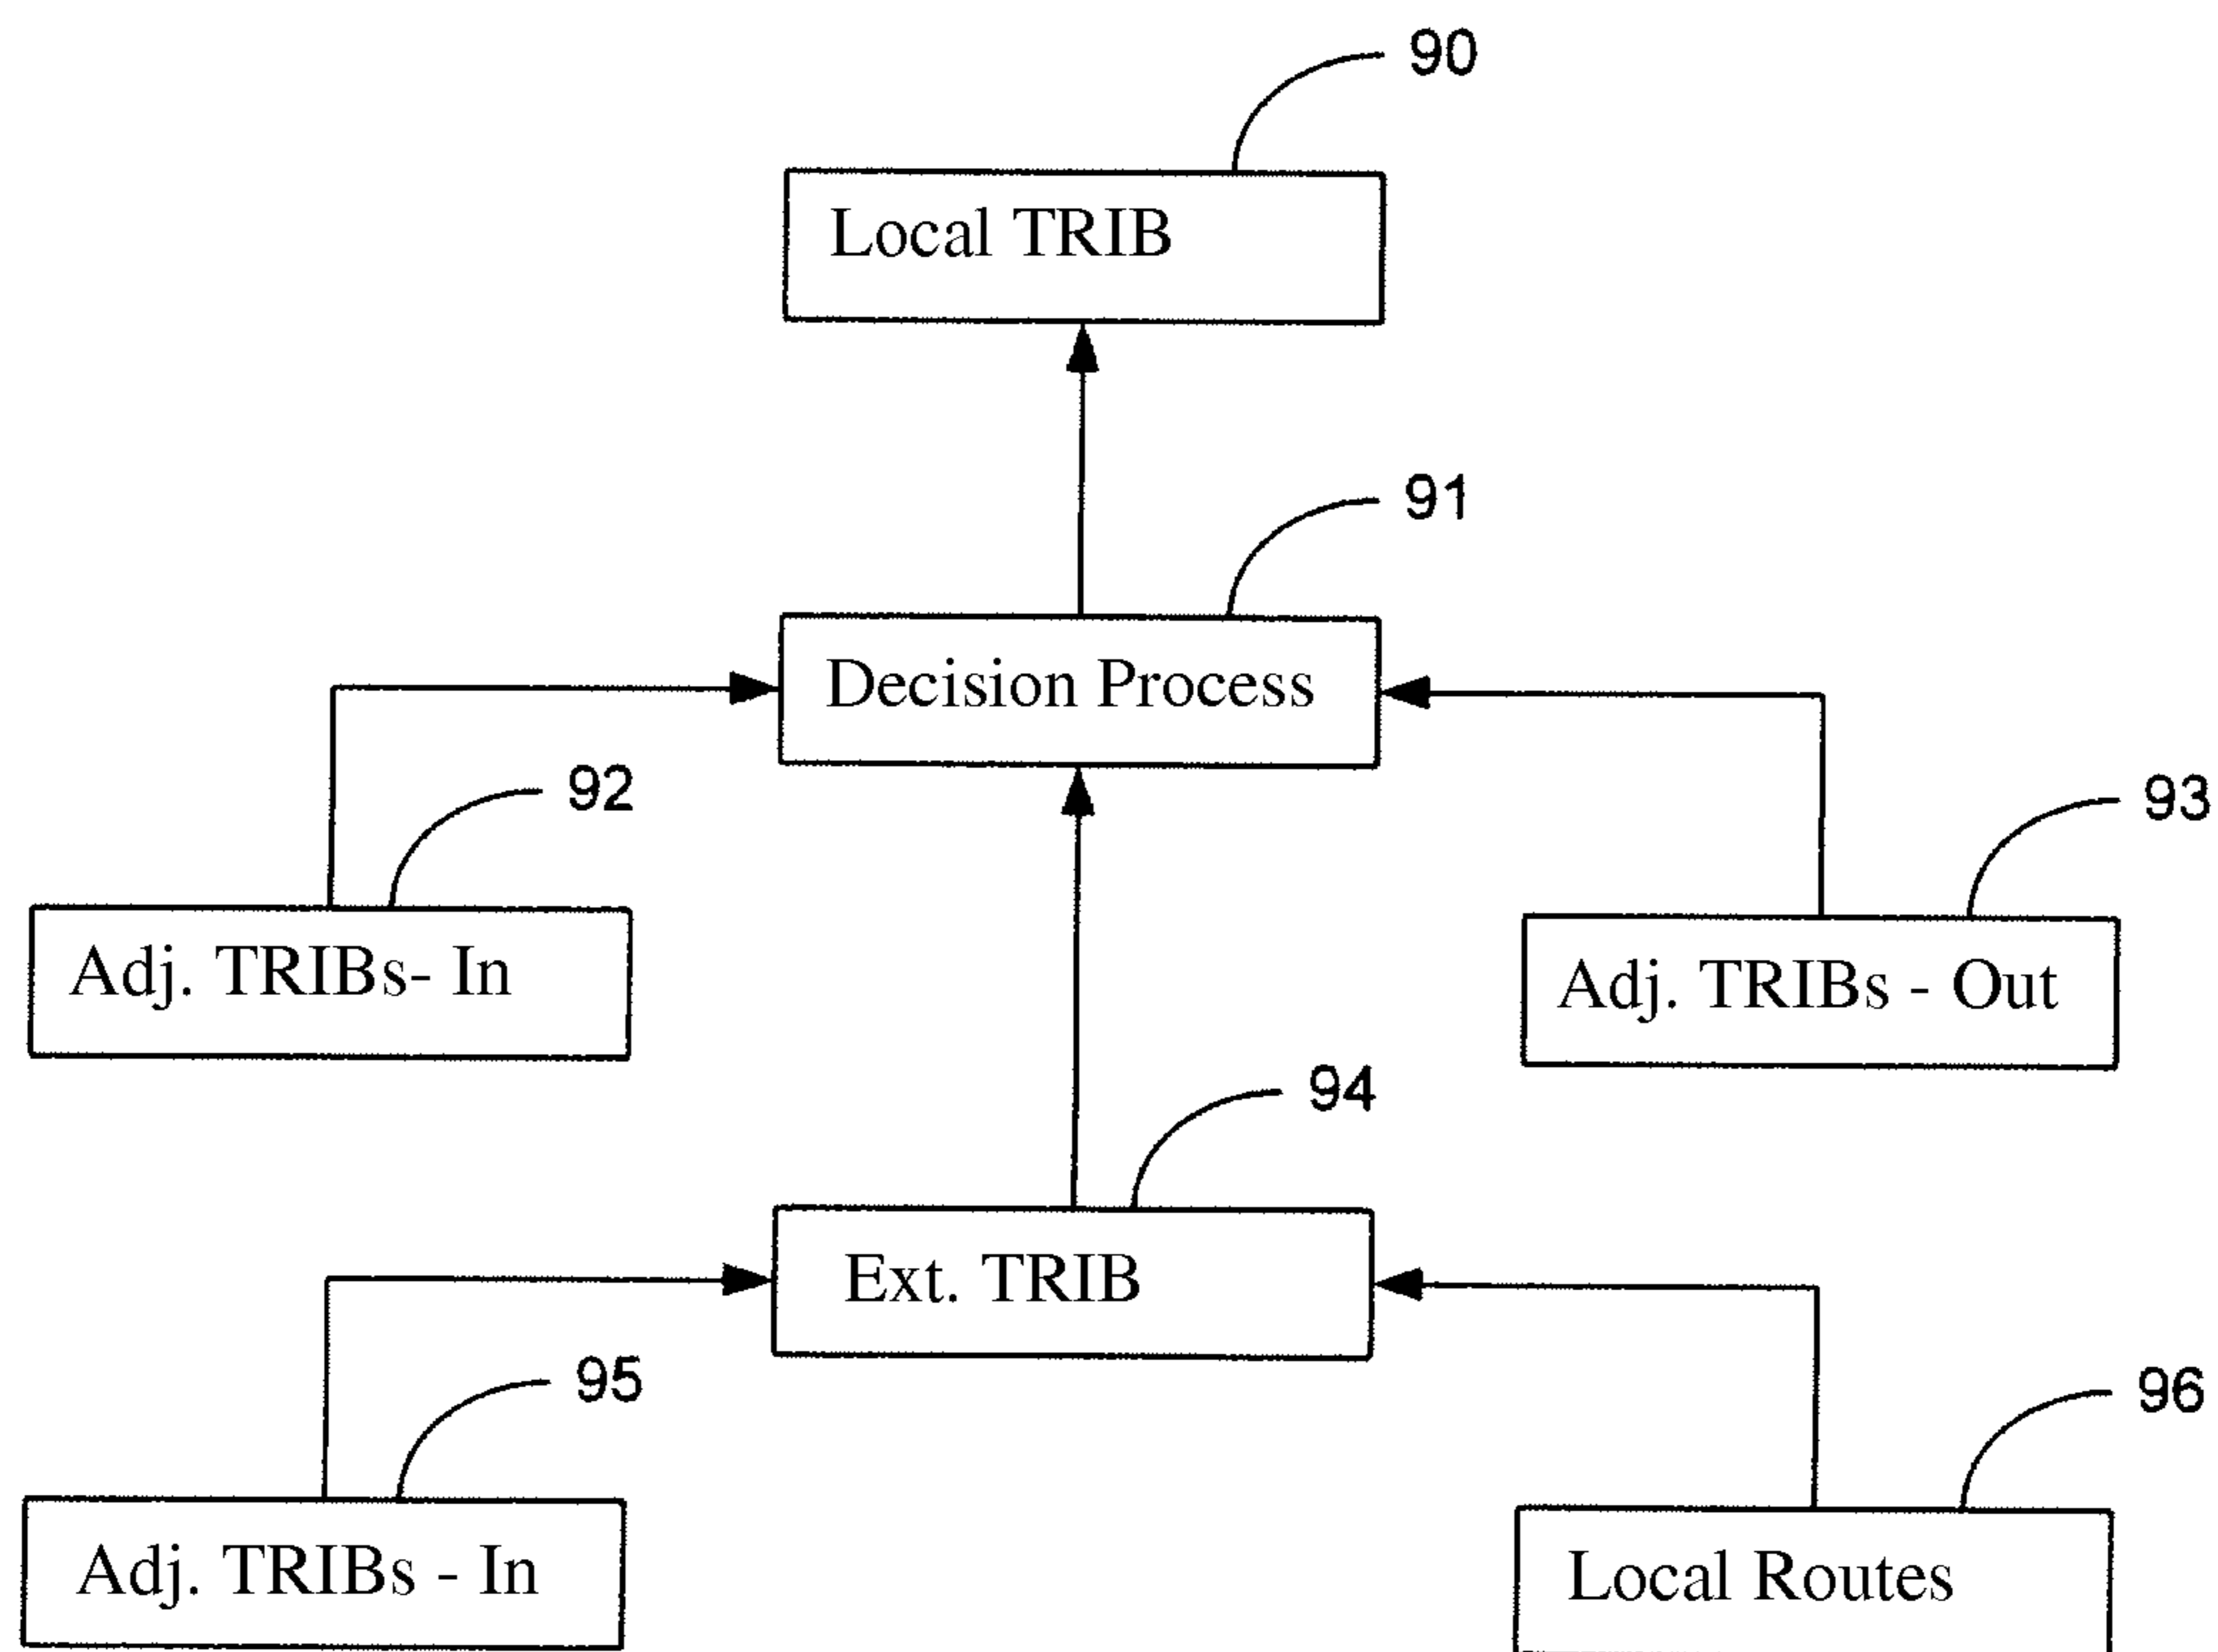 90
Local TRIB
91
Decision Process
92
93
Adj. TRIBs- In
Adj. TRIBs - Out
94
Ext. TRIB
95
96
Adj. TRIBs - In
Local Routes